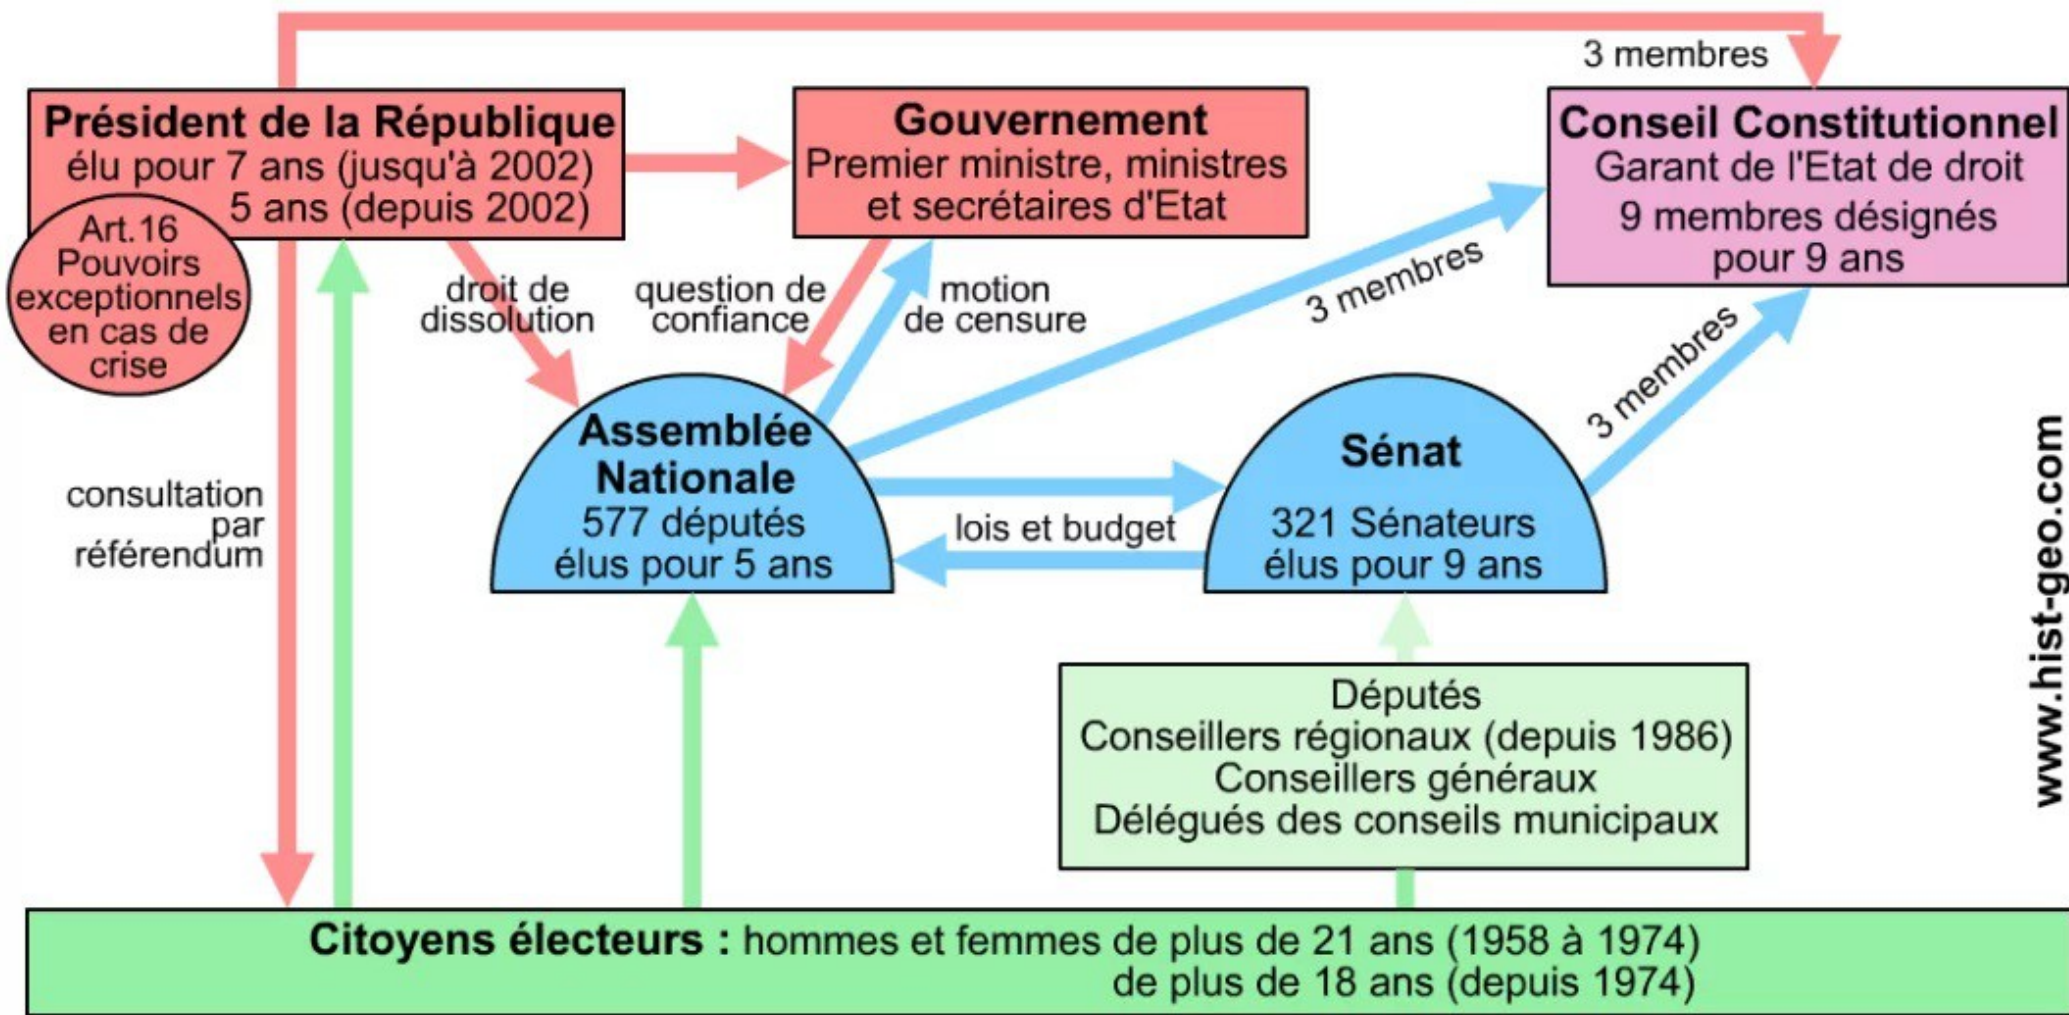 3 membres
Président de la République
élu pour 7 ans (jusqu'à 2002)
5 ans (depuis 2002)
Art.16
Pouvoirs
exceptionnels
en cas de
crise
Gouvernement
Premier ministre, ministres
et secrétaires d'Etat
Conseil Constitutionnel
Garant de l'Etat de droit
9 membres désignés
pour 9 ans
droit de
dissolution
question de
confiance
motion
de censure
3 membres
3 membres
Assemblée
Nationale
577 députés
élus pour 5 ans
lois et budget
Sénat
321 Sénateurs
élus pour 9 ans
consultation
par
référendum
Députés
Conseillers régionaux (depuis 1986)
Conseillers généraux
Délégués des conseils municipaux
www.hist-geo.com
Citoyens électeurs : hommes et femmes de plus de 21 ans (1958 à 1974)
de plus de 18 ans (depuis 1974)